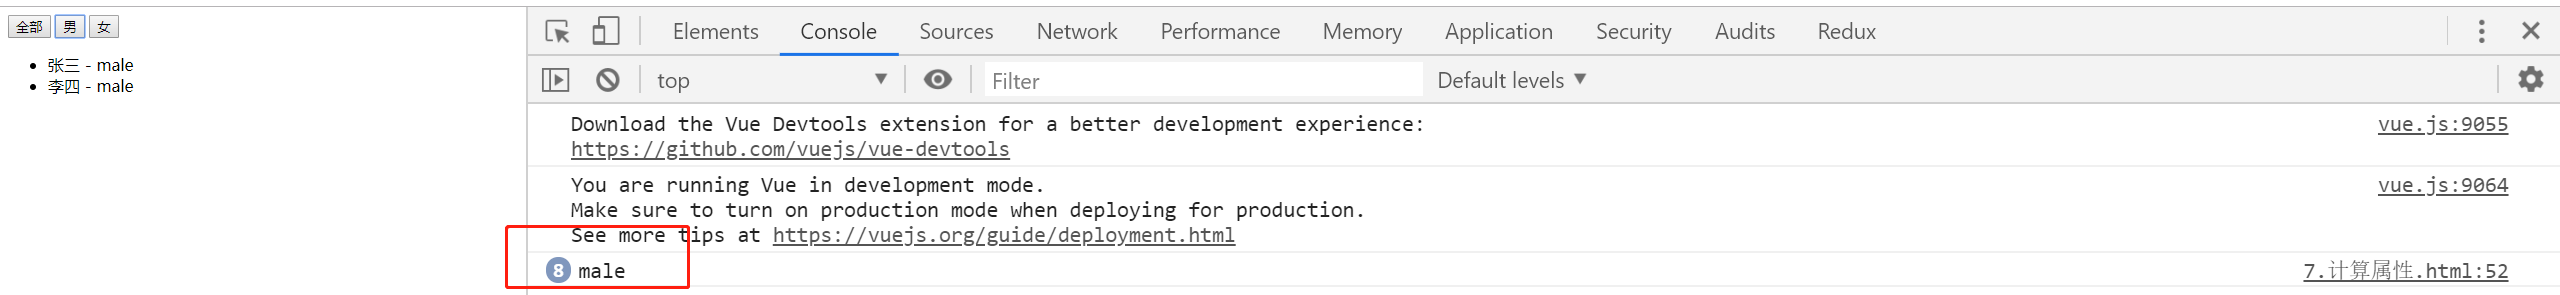 全部 男 女
张三 - male
李四 - male
Elements Console Sources Network Performance Memory Application Security Audits Redux
top Filter Default levels
Download the Vue Devtools extension for a better development experience: vue.js:9055
https://github.com/vuejs/vue-devtools
You are running Vue in development mode. vue.js:9064
Make sure to turn on production mode when deploying for production.
See more tips at https://vuejs.org/guide/deployment.html
8 male 7.计算属性.html:52